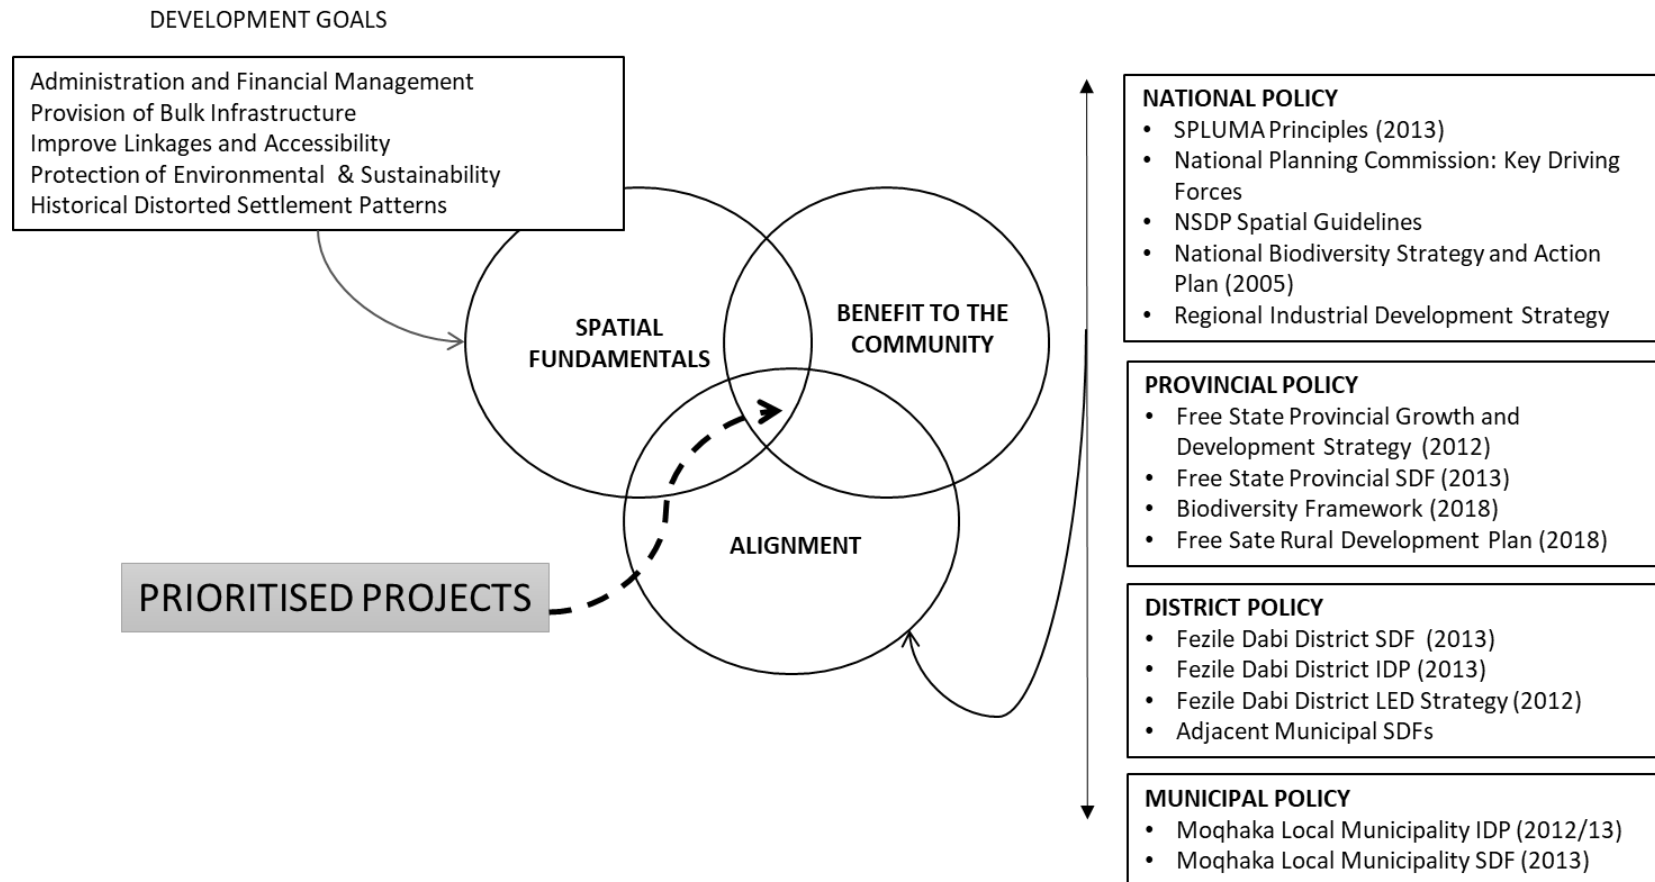 DEVELOPMENT GOALS
Administration and Financial Management
Provision of Bulk Infrastructure
Improve Linkages and Accessibility
Protection of Environmental & Sustainability
Historical Distorted Settlement Patterns
SPATIAL
FUNDAMENTALS
BENEFIT TO THE
COMMUNITY
ALIGNMENT
PRIORITISED PROJECTS
NATIONAL POLICY
• SPLUMA Principles (2013)
• National Planning Commission: Key Driving
Forces
• NSDP Spatial Guidelines
• National Biodiversity Strategy and Action
Plan (2005)
• Regional Industrial Development Strategy
PROVINCIAL POLICY
• Free State Provincial Growth and
Development Strategy (2012)
• Free State Provincial SDF (2013)
• Biodiversity Framework (2018)
• Free Sate Rural Development Plan (2018)
DISTRICT POLICY
• Fezile Dabi District SDF (2013)
• Fezile Dabi District IDP (2013)
• Fezile Dabi District LED Strategy (2012)
• Adjacent Municipal SDFs
MUNICIPAL POLICY
• Moqhaka Local Municipality IDP (2012/13)
• Moqhaka Local Municipality SDF (2013)